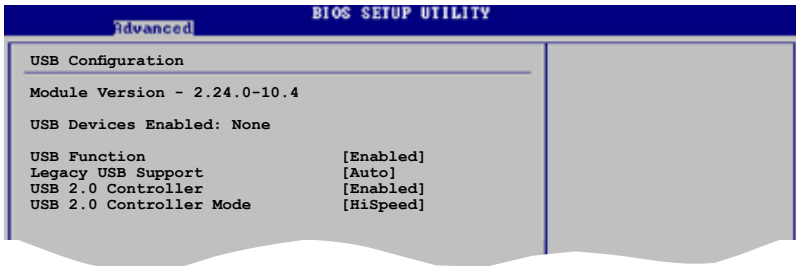 BIOS SETUP UTILITY
Advanced
USB Configuration
Module Version - 2.24.0-10.4
USB Devices Enabled: None
USB Function [Enabled]
Legacy USB Support [Auto]
USB 2.0 Controller [Enabled]
USB 2.0 Controller Mode [HiSpeed]